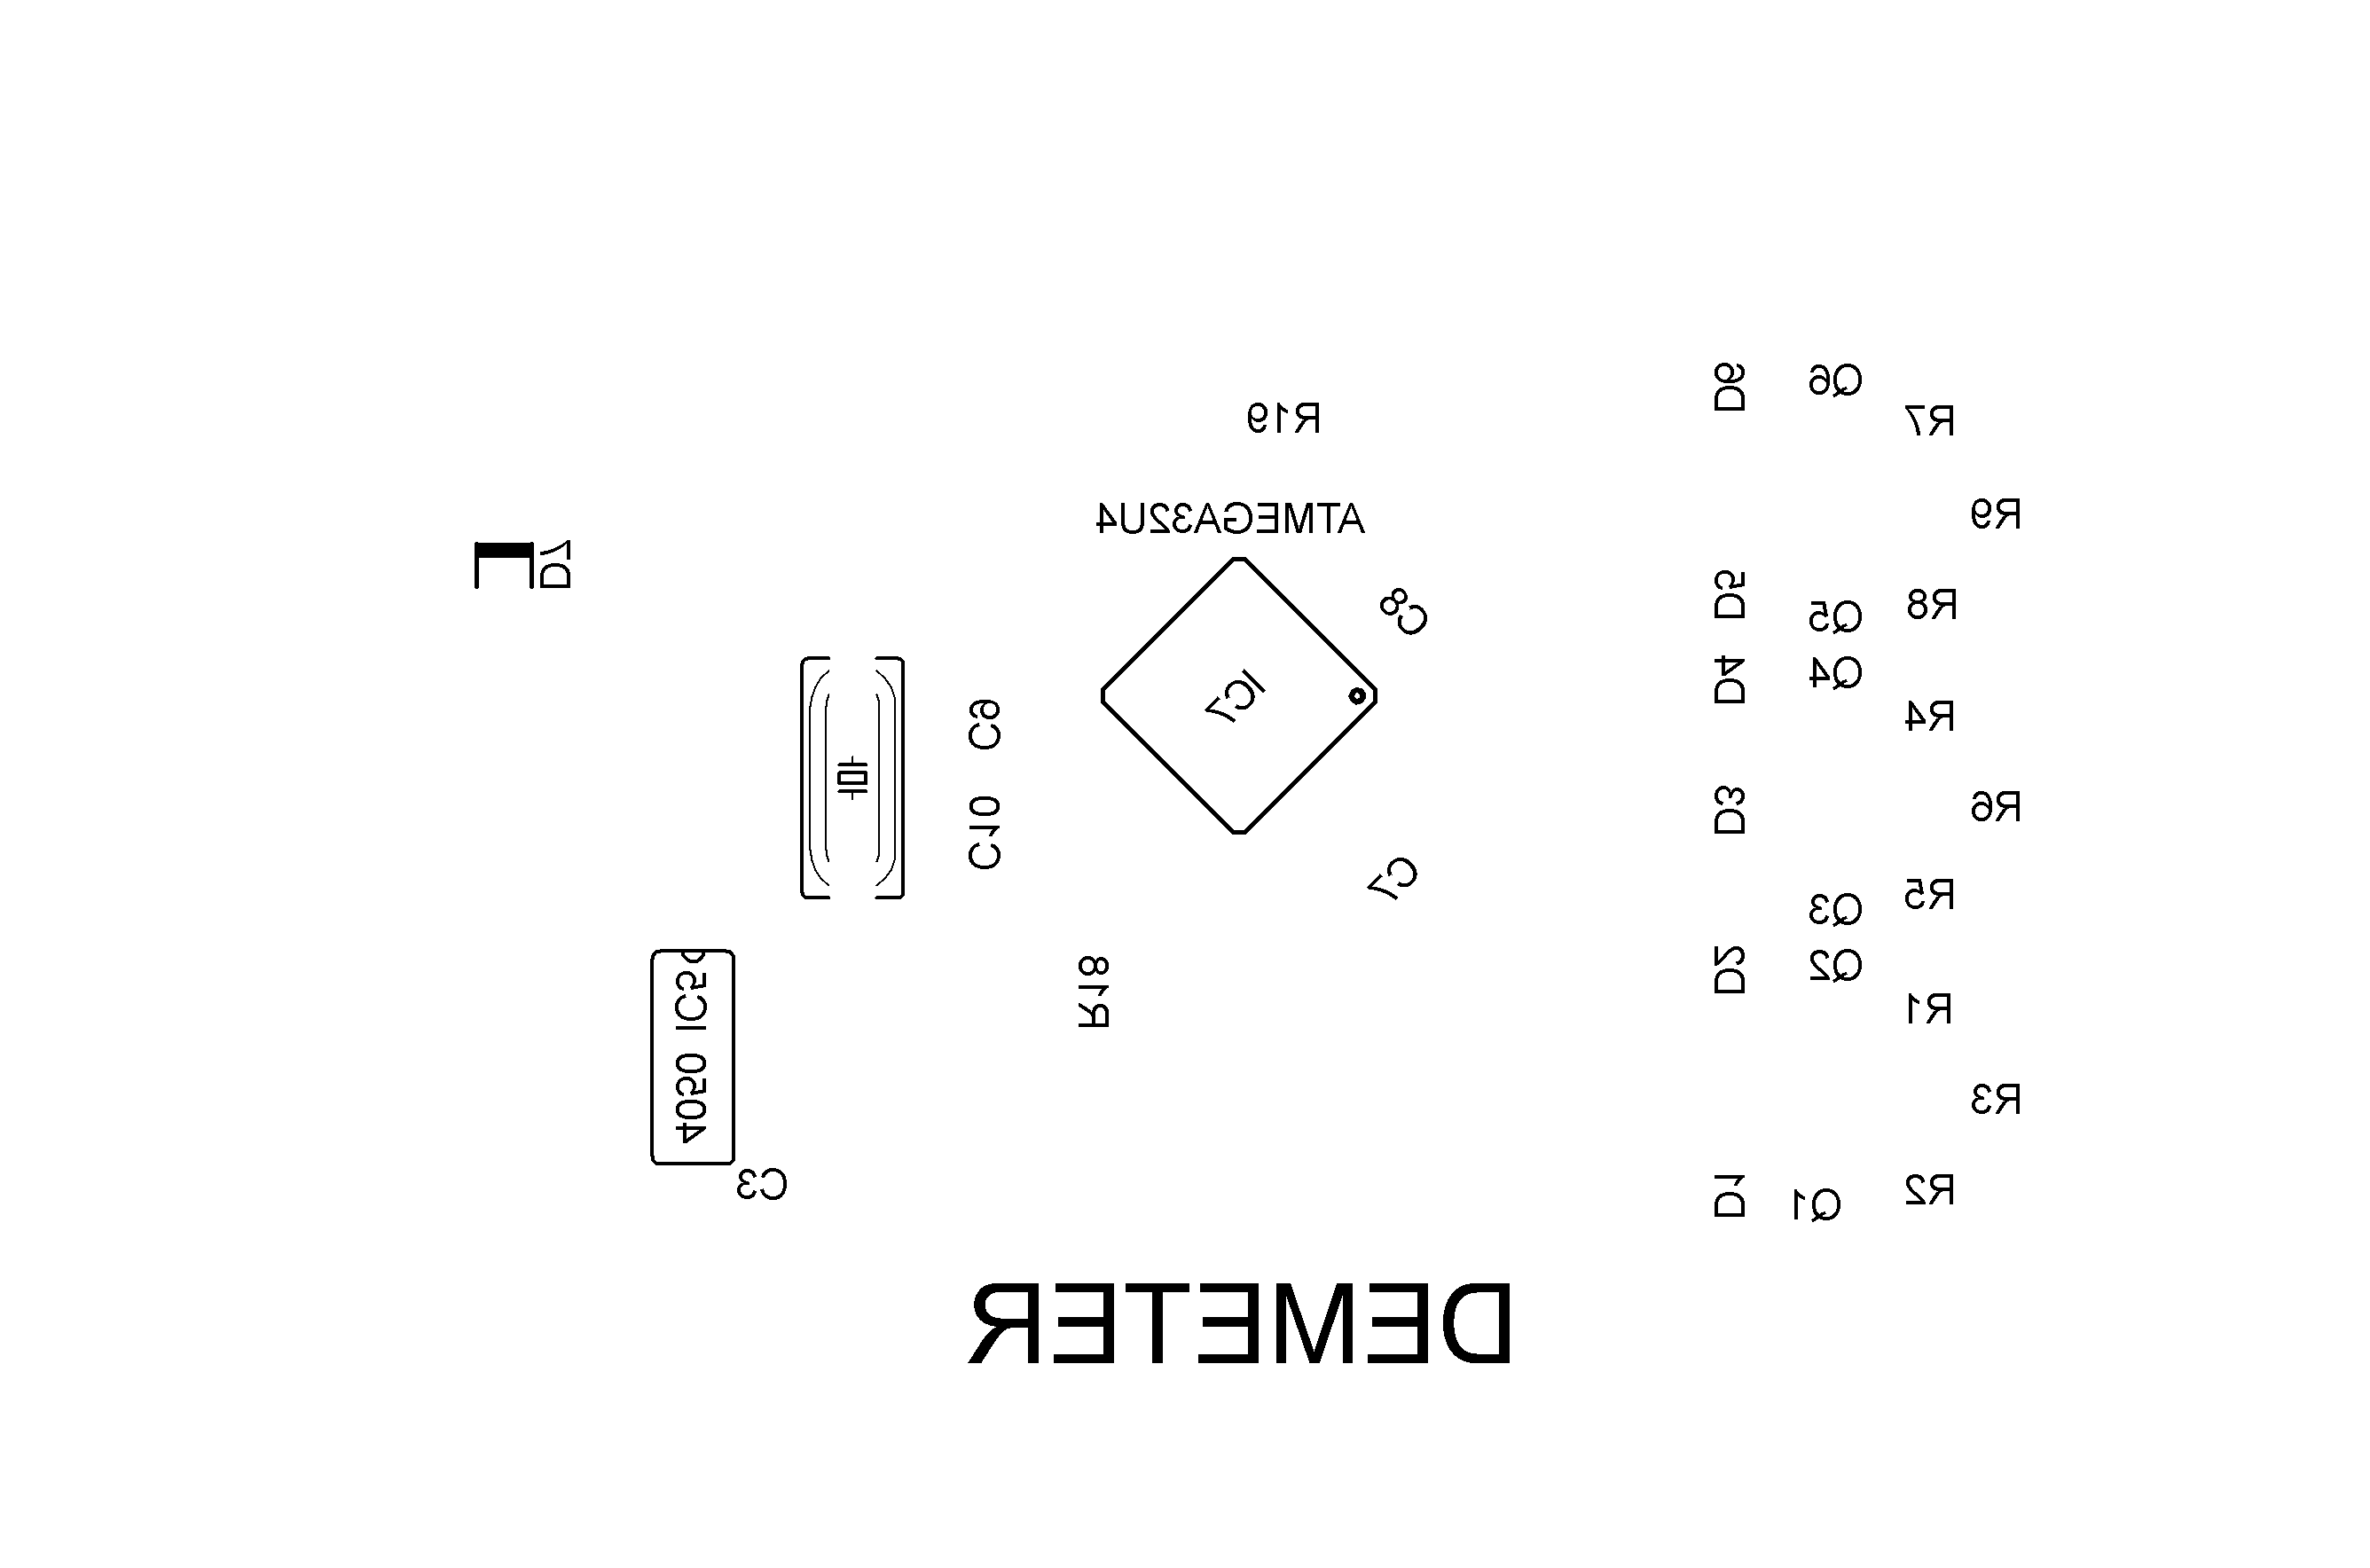 D6
Q6
R7
R19
R9
ATMEGA32U4
D7
D5
Q5
R8
C8
D4
Q4
R4
IC7
C9
D3
R6
C10
C7
Q3
R5
D2
Q2
R18
R1
4050 IC5
R3
C3
D1
Q1
R2
DEMETER